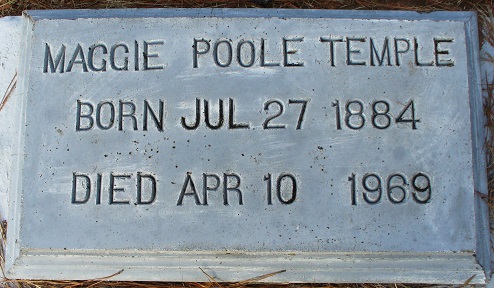 MAGGIE POOLE TEMPLE
BORN JUL 27 1884
DIED APR 10 1969